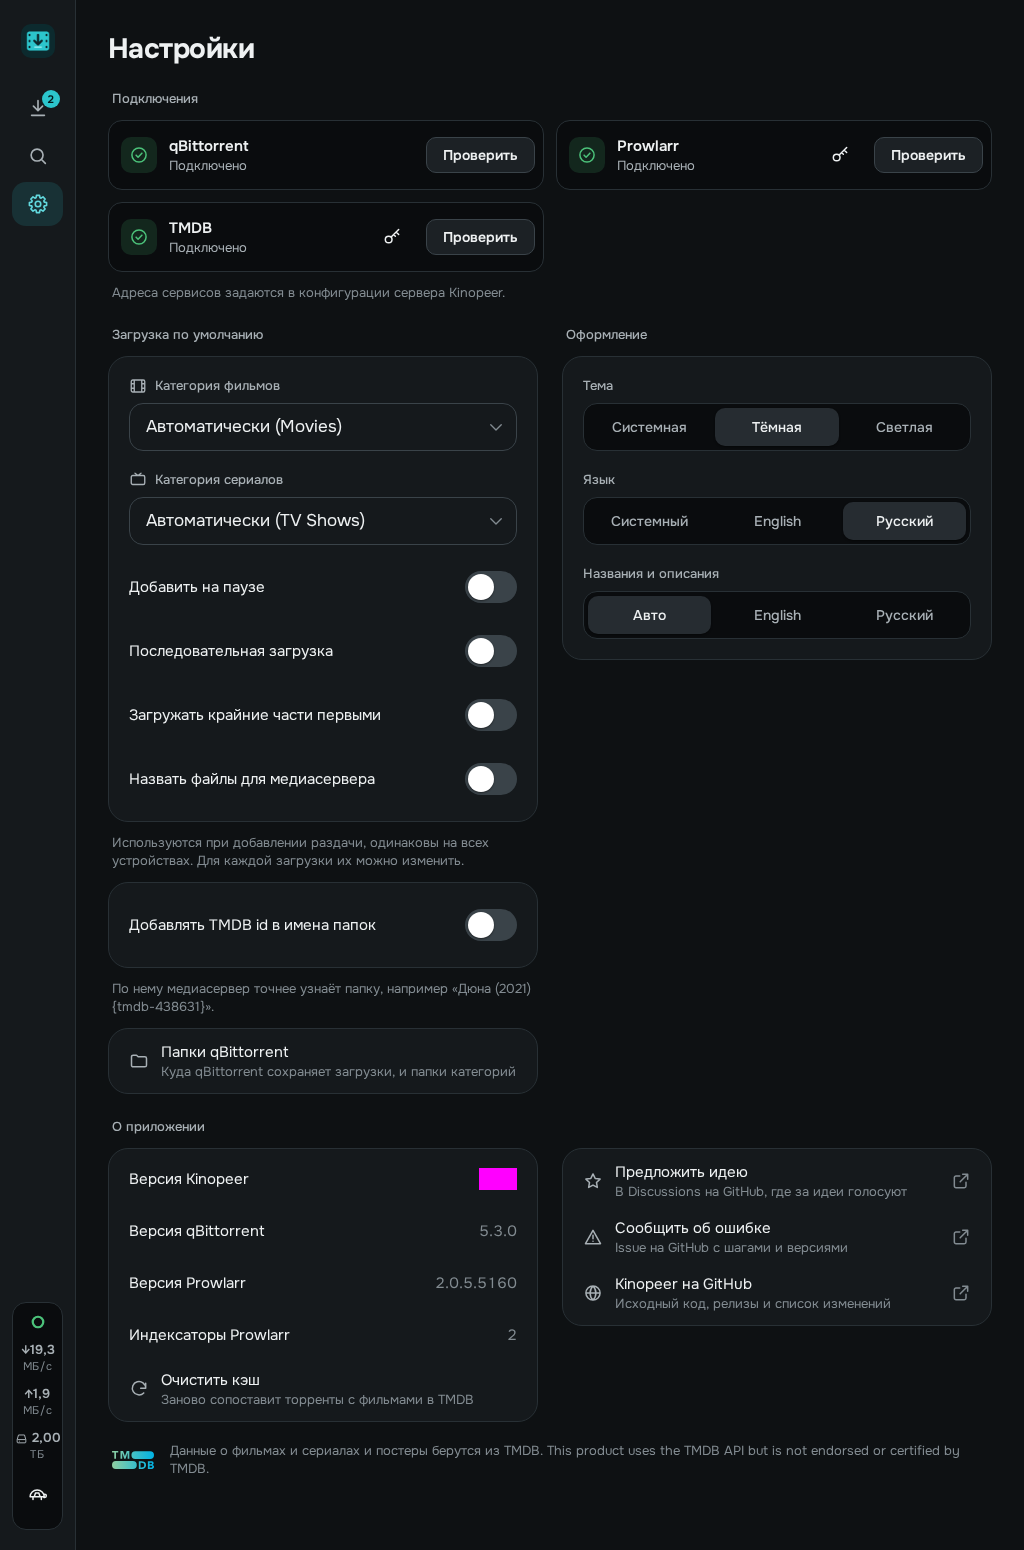 Настройки
2
Подключения
qBittorrent
Подключено
Проверить
Prowlarr
Подключено
Проверить
TMDB
Подключено
Проверить
Адреса сервисов задаются в конфигурации сервера Kinopeer.
Загрузка по умолчанию
Категория фильмов
Автоматически (Movies)
Категория сериалов
Автоматически (TV Shows)
Добавить на паузе
Последовательная загрузка
Загружать крайние части первыми
Назвать файлы для медиасервера
Используются при добавлении раздачи, одинаковы на всех
устройствах. Для каждой загрузки их можно изменить.
Добавлять TMDB id в имена папок
По нему медиасервер точнее узнаёт папку, например «Дюна (2021)
{tmdb-438631}».
Папки qBittorrent
Куда qBittorrent сохраняет загрузки, и папки категорий
Оформление
Тема
Системная Тёмная Светлая
Язык
Системный English Русский
Названия и описания
Авто English Русский
О приложении
Версия Kinopeer
Версия qBittorrent 5.3.0
Версия Prowlarr 2.0.5.5160
Индексаторы Prowlarr 2
Очистить кэш
Заново сопоставит торренты с фильмами в TMDB
Предложить идею
В Discussions на GitHub, где за идеи голосуют
Сообщить об ошибке
Issue на GitHub с шагами и версиями
Kinopeer на GitHub
Исходный код, релизы и список изменений
↓19,3
МБ/с
↑1,9
МБ/с
2,00
ТБ
TM
DB
Данные о фильмах и сериалах и постеры берутся из TMDB. This product uses the TMDB API but is not endorsed or certified by
TMDB.